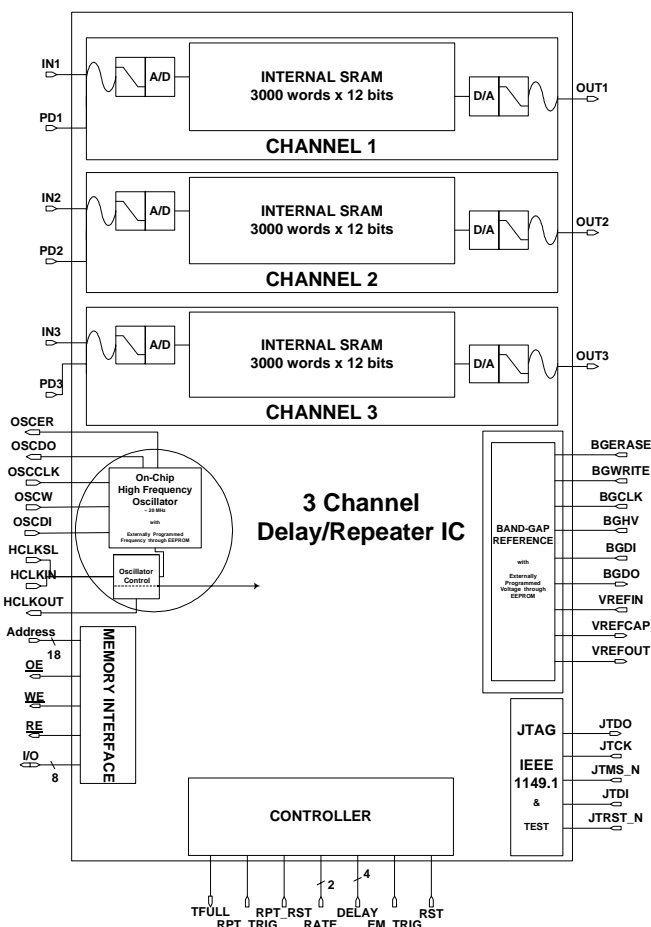 IN1
PD1
A/D
INTERNAL SRAM
3000 words x 12 bits
D/A
OUT1
CHANNEL 1
IN2
PD2
A/D
INTERNAL SRAM
3000 words x 12 bits
D/A
OUT2
CHANNEL 2
IN3
PD3
A/D
INTERNAL SRAM
3000 words x 12 bits
D/A
OUT3
CHANNEL 3
OSCER
OSCDO
OSCCLK
OSCW
OSCDI
HCLKSL
HCLKIN
HCLKOUT
On-Chip
High Frequency
Oscillator
~ 20 MHz
with
Externally Programmed
Frequency through EEPROM
Oscillator
Control
3 Channel
Delay/Repeater IC
BAND-GAP
REFERENCE
with
Externally
Programmed
Voltage through
EEPROM
BGERASE
BGWRITE
BGCLK
BGHV
BGDI
BGDO
VREFIN
VREFCAP
VREFOUT
Address
18
OE
WE
RE
I/O
8
MEMORY INTERFACE
JTAG
IEEE
1149.1
&
TEST
JTDO
JTCK
JTMS_N
JTDI
JTRST_N
CONTROLLER
2
4
TFULL
RPT_TRIG
RPT_RST
RATE
DELAY
EM_TRIG
RST